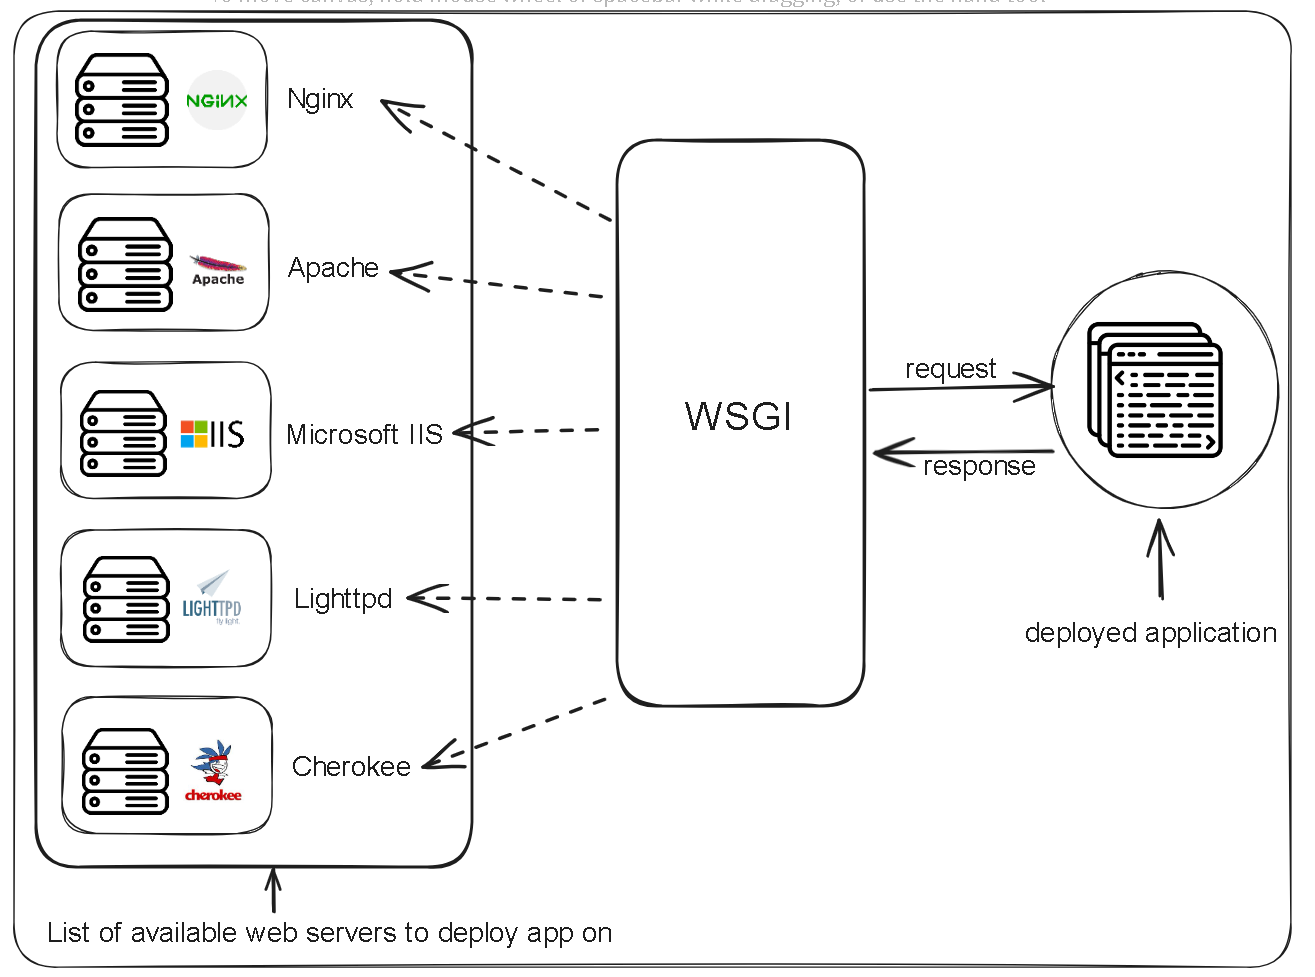 To move canvas, hold mouse wheel or spacebar while dragging, or use the hand tool
NGINX
Nginx
Apache
Apache
IIS
Microsoft IIS
LIGHTTPD
fly light.
Lighttpd
cherokee
Cherokee
WSGI
request
response
deployed application
List of available web servers to deploy app on